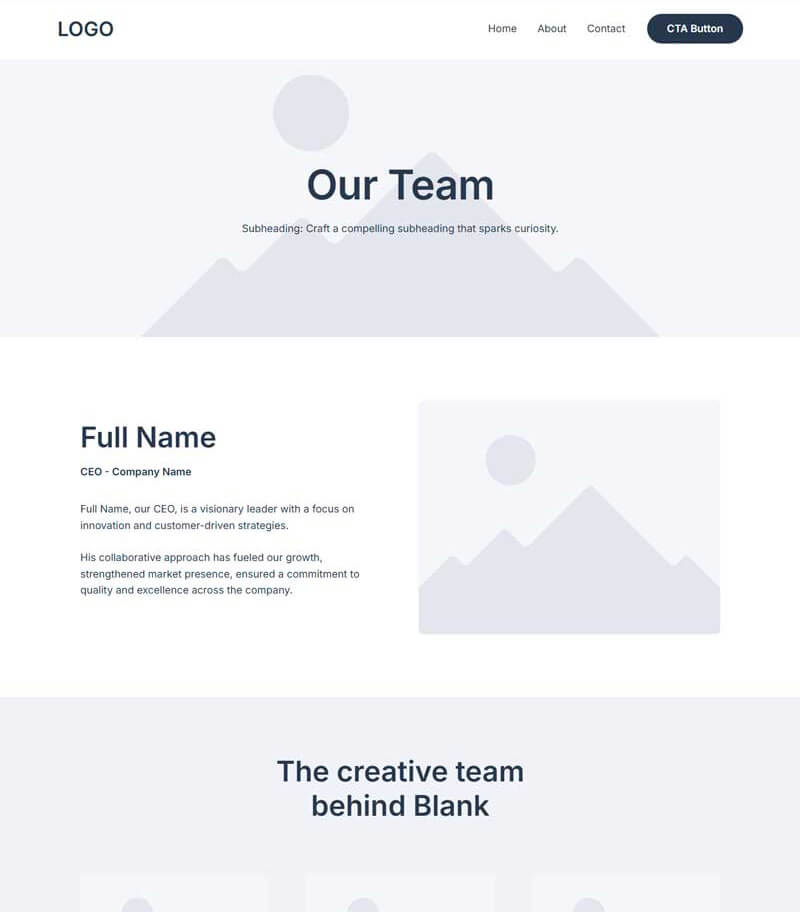 LOGO
Home About Contact CTA Button
Our Team
Subheading: Craft a compelling subheading that sparks curiosity.
Full Name
CEO - Company Name
Full Name, our CEO, is a visionary leader with a focus on
innovation and customer-driven strategies.
His collaborative approach has fueled our growth,
strengthened market presence, ensured a commitment to
quality and excellence across the company.
The creative team
behind Blank